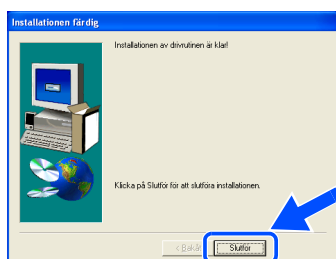 Installationen färdig
Installationen av drivrutinen är klar!
Klicka på Slutför för att slutföra installationen.
< Bakåt
Slutför